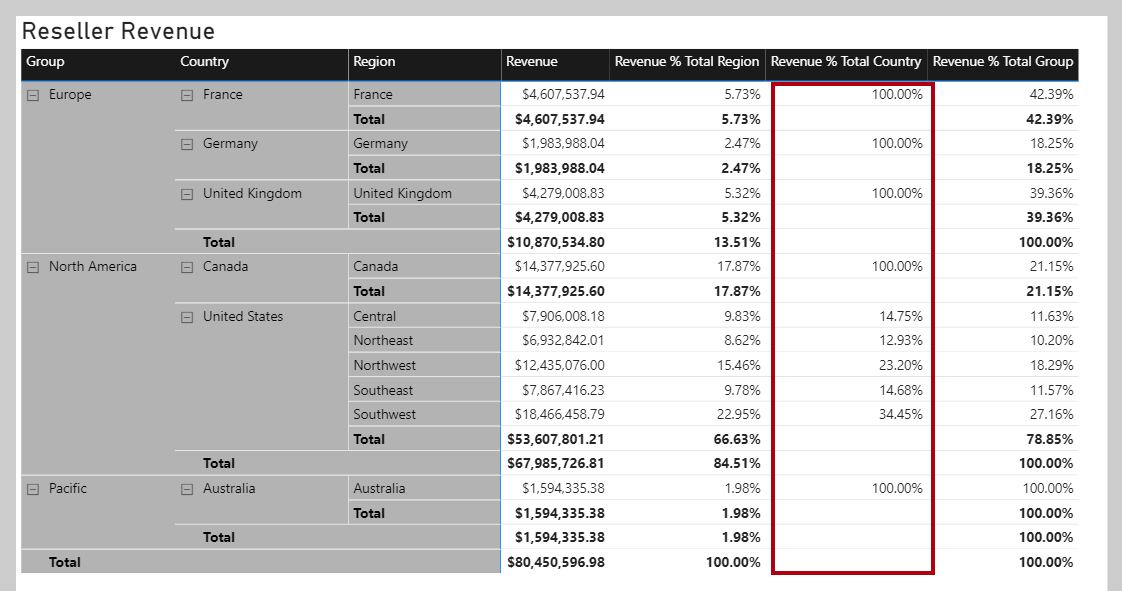 Reseller Revenue
Group Country Region Revenue Revenue % Total Region Revenue % Total Country Revenue % Total Group
Europe France France $4,607,537.94 5.73% 100.00% 42.39%
Total $4,607,537.94 5.73% 42.39%
Germany Germany $1,983,988.04 2.47% 100.00% 18.25%
Total $1,983,988.04 2.47% 18.25%
United Kingdom United Kingdom $4,279,008.83 5.32% 100.00% 39.36%
Total $4,279,008.83 5.32% 39.36%
Total $10,870,534.80 13.51% 100.00%
North America Canada Canada $14,377,925.60 17.87% 100.00% 21.15%
Total $14,377,925.60 17.87% 21.15%
United States Central $7,906,008.18 9.83% 14.75% 11.63%
Northeast $6,932,842.01 8.62% 12.93% 10.20%
Northwest $12,435,076.00 15.46% 23.20% 18.29%
Southeast $7,867,416.23 9.78% 14.68% 11.57%
Southwest $18,466,458.79 22.95% 34.45% 27.16%
Total $53,607,801.21 66.63% 78.85%
Total $67,985,726.81 84.51% 100.00%
Pacific Australia Australia $1,594,335.38 1.98% 100.00% 100.00%
Total $1,594,335.38 1.98% 100.00%
Total $1,594,335.38 1.98% 100.00%
Total $80,450,596.98 100.00% 100.00%